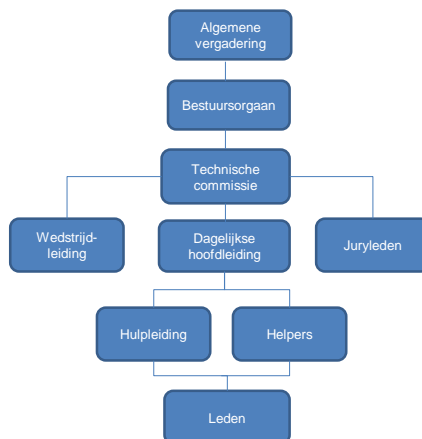 Algemene
vergadering
Bestuursorgaan
Technische
commissie
Wedstrijd-
leiding
Dagelijkse
hoofdleiding
Juryleden
Hulpleiding
Helpers
Leden